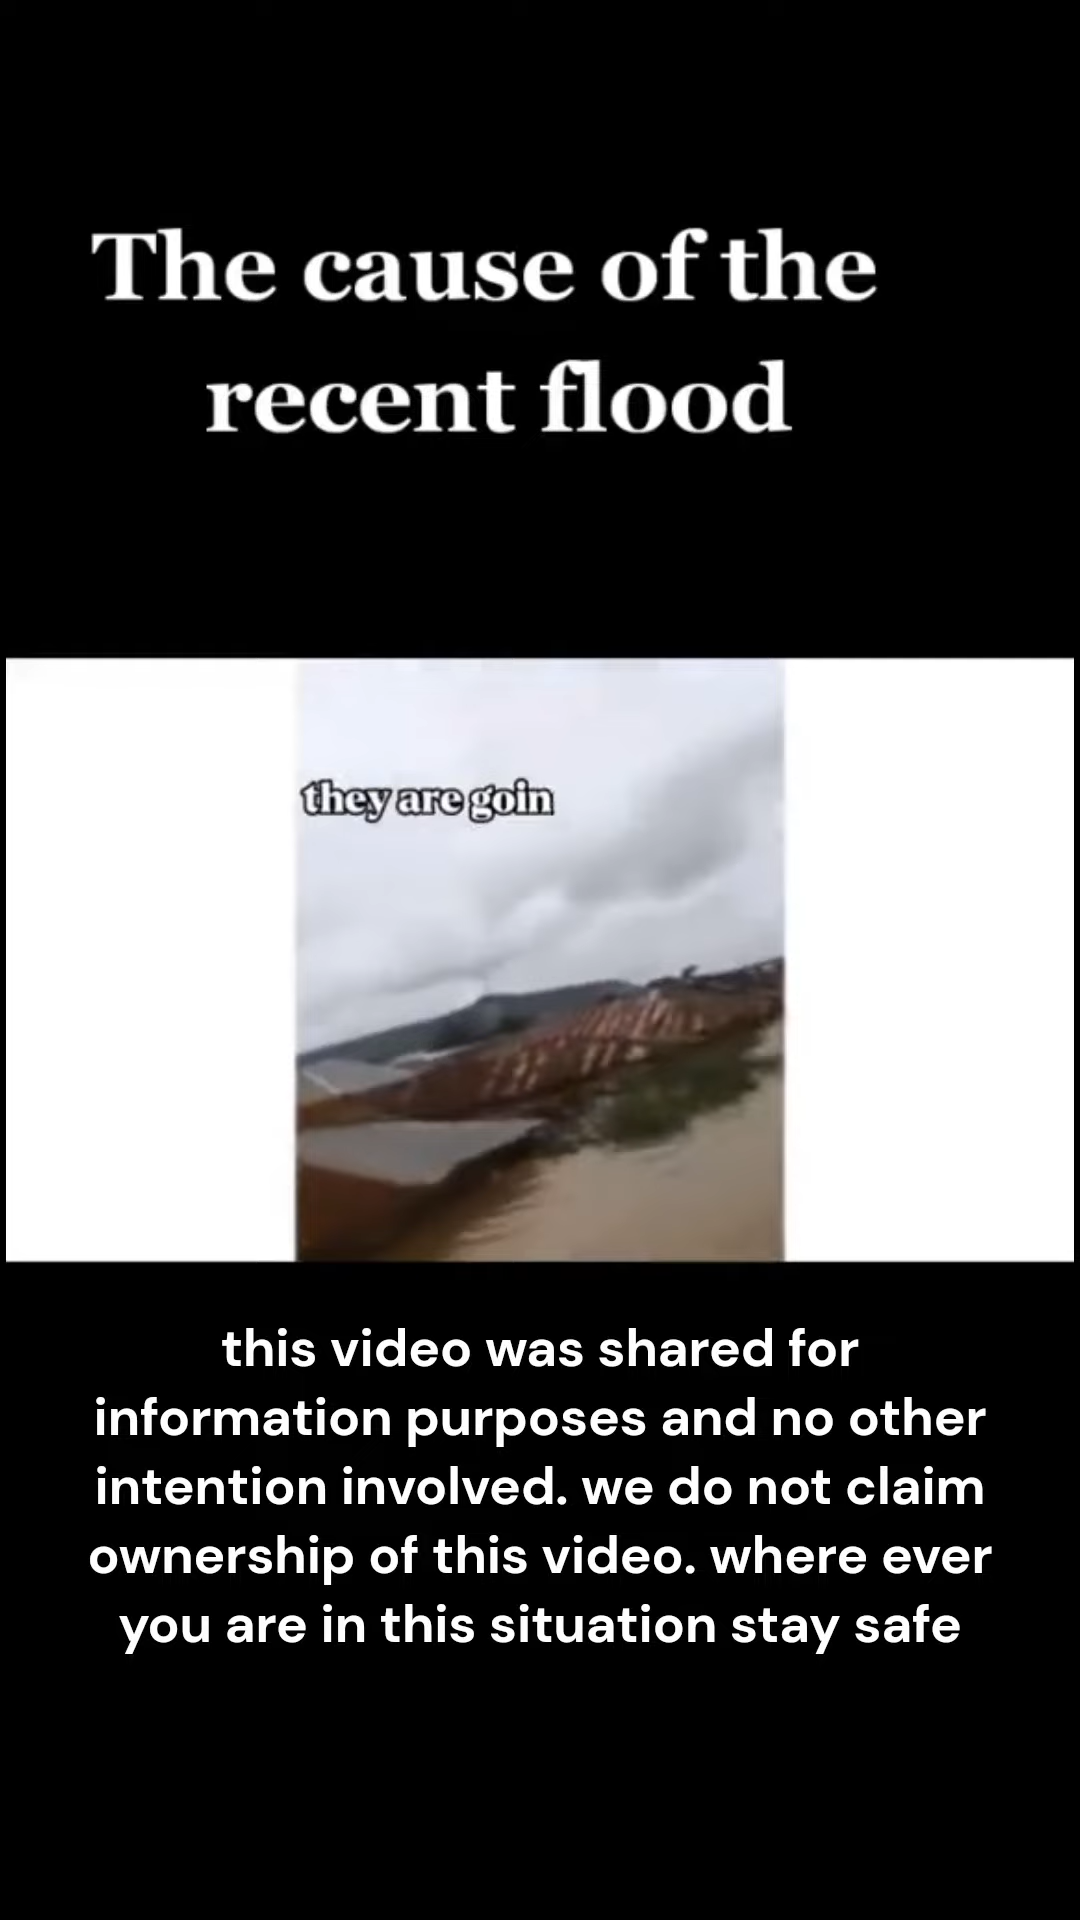 The cause of the
recent flood
they are goin
this video was shared for
information purposes and no other
intention involved. we do not claim
ownership of this video. where ever
you are in this situation stay safe